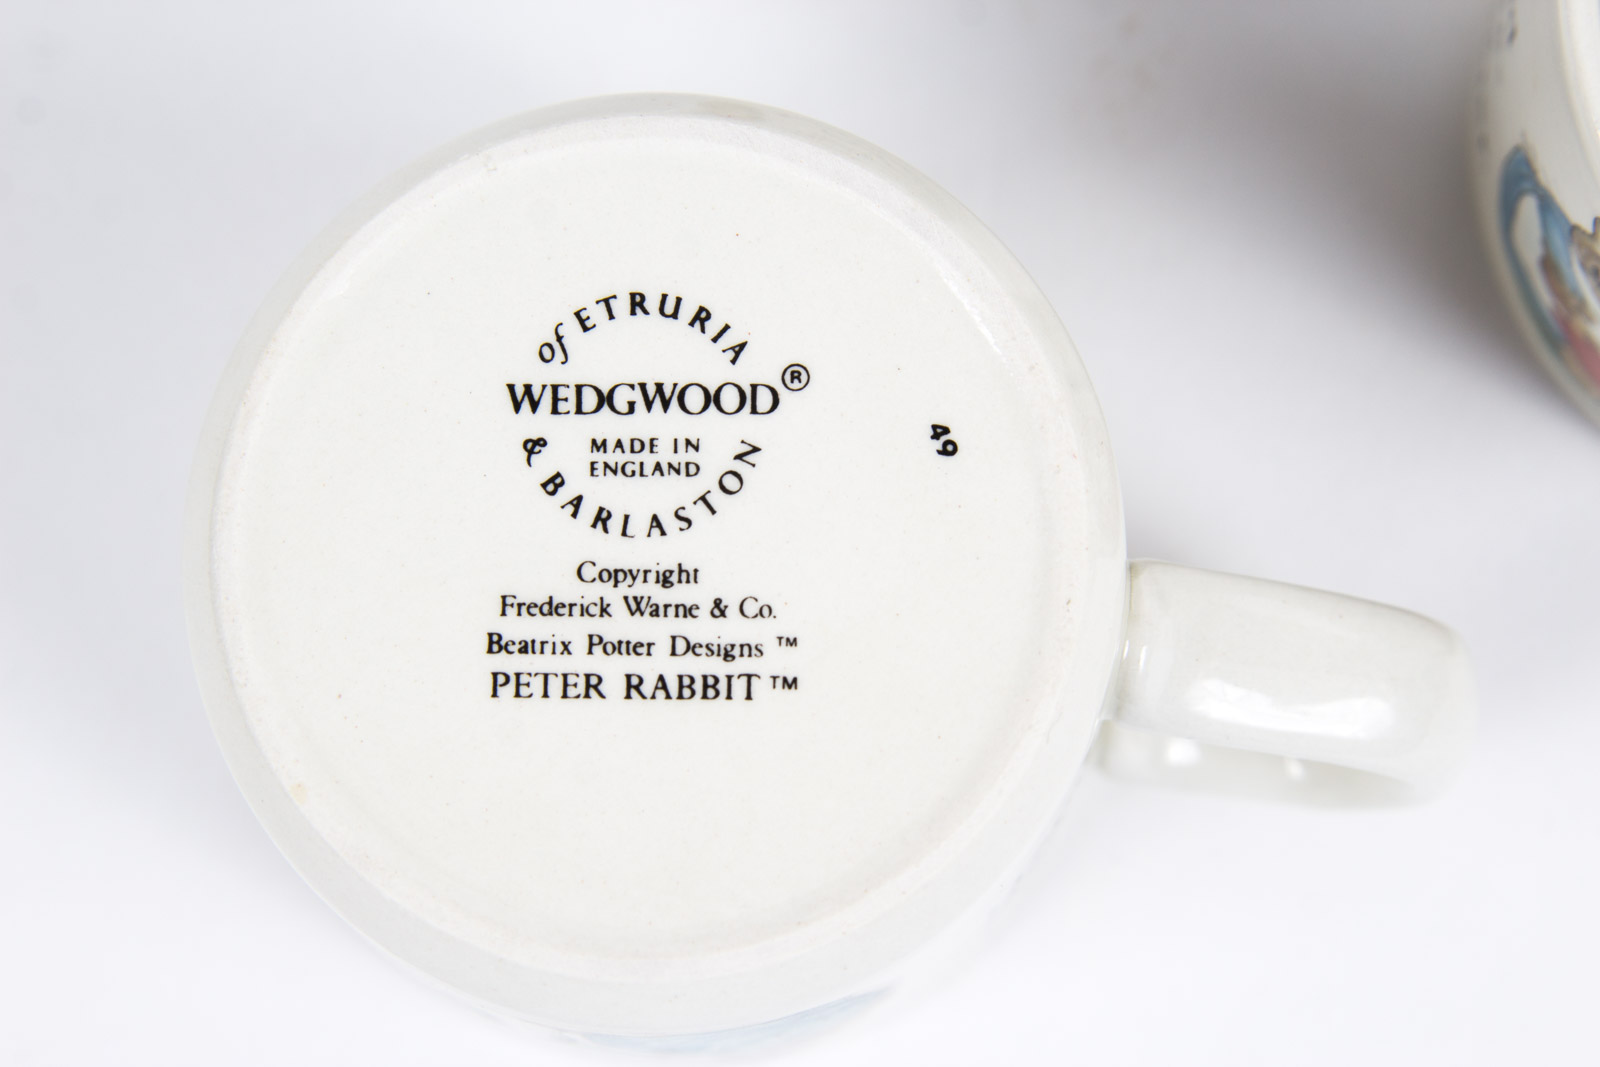 of ETRURIA
WEDGWOOD®
MADE IN
ENGLAND
& BARLASTON
49
Copyright
Frederick Warne & Co.
Beatrix Potter Designs ™
PETER RABBIT ™